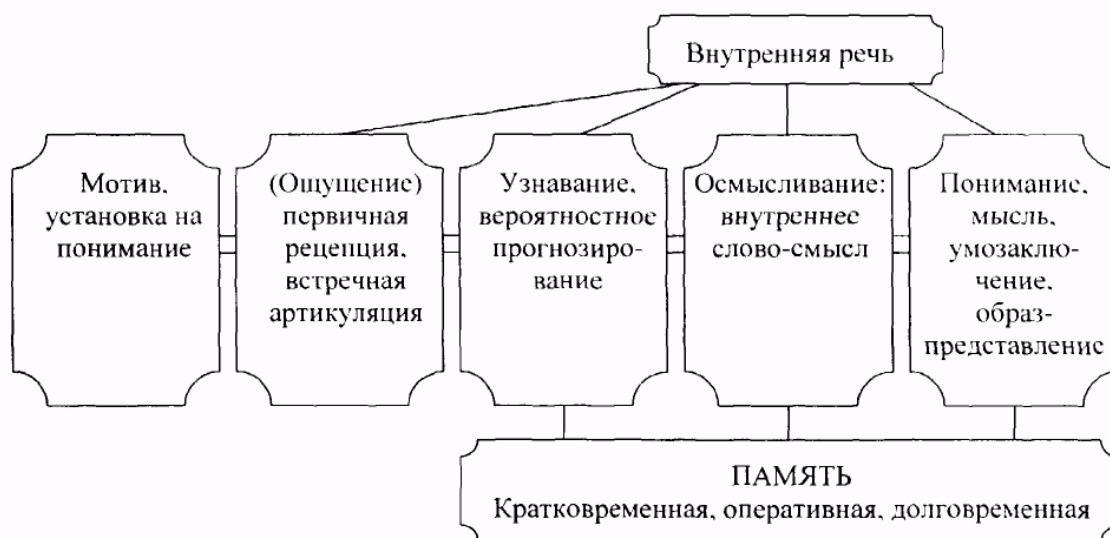 Внутренняя речь
Мотив,
установка на
понимание
(Ощущение)
первичная
рецепция,
встречная
артикуляция
Узнавание,
вероятностное
прогнозиро-
вание
Осмысливание:
внутреннее
слово-смысл
Понимание,
мысль,
умозаклю-
чение,
образ-
представление
ПАМЯТЬ
Кратковременная, оперативная, долговременная